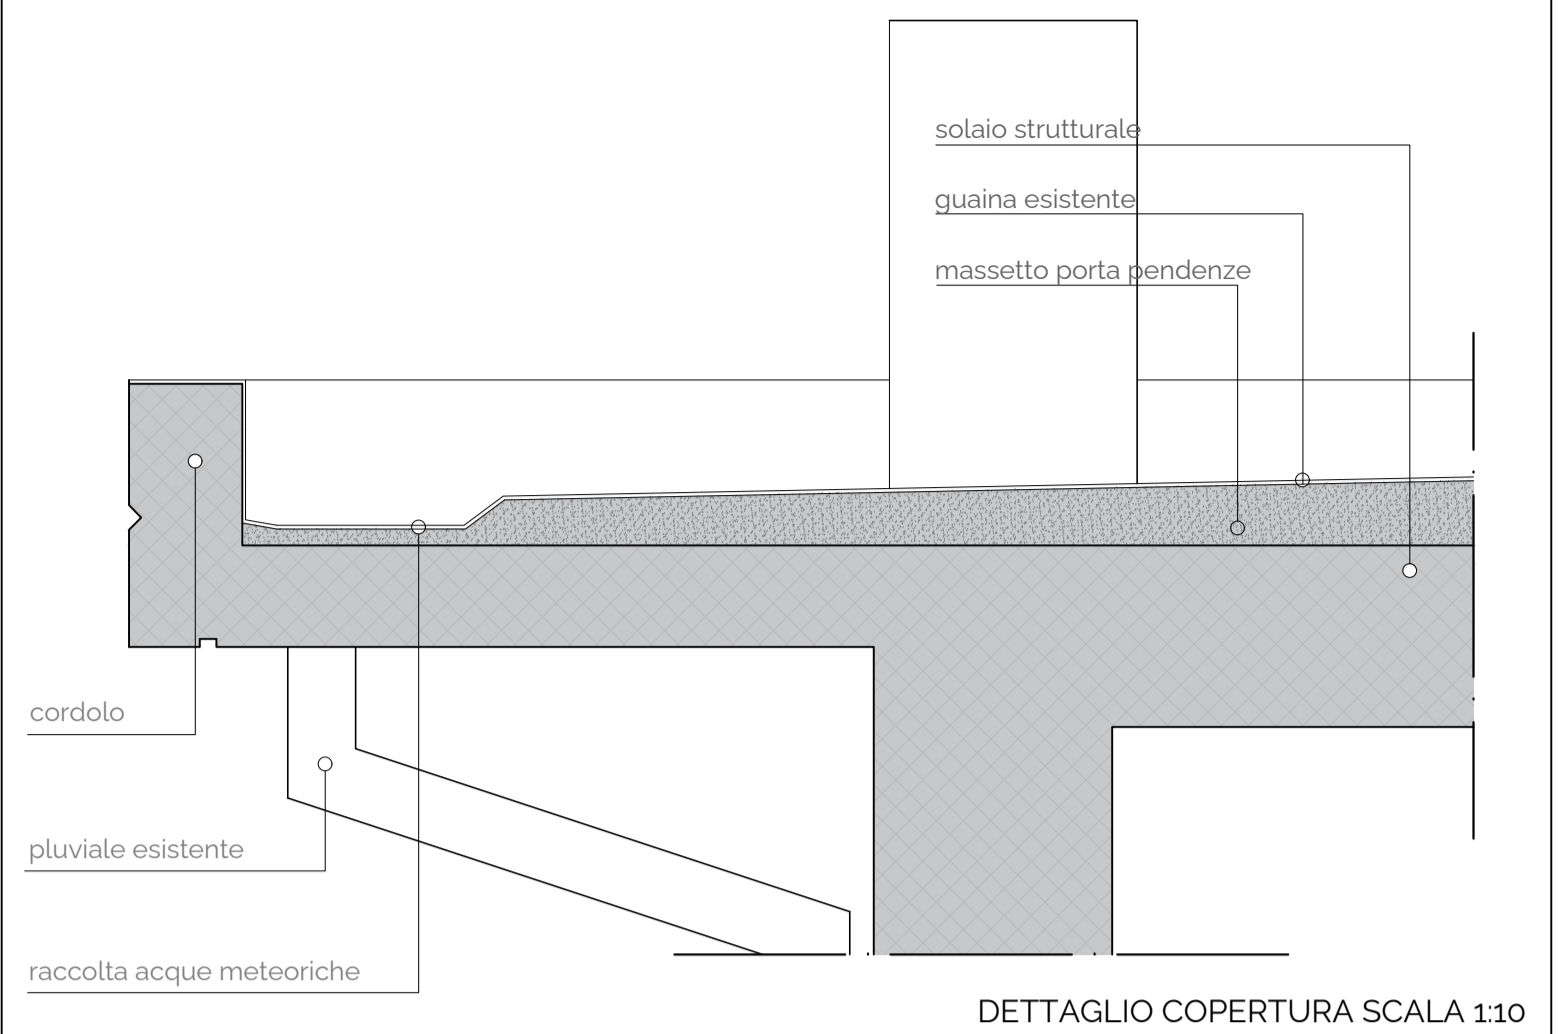 solaio strutturale
guaina esistente
massetto porta pendenze
cordolo
pluviale esistente
raccolta acque meteoriche
DETTAGLIO COPERTURA SCALA 1:10